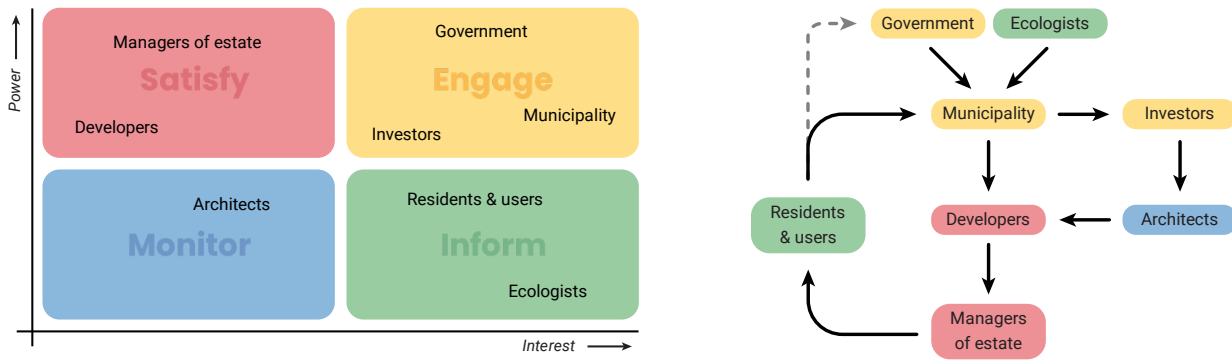 Power
Managers of estate
Satisfy
Developers
Government
Engage
Municipality
Investors
Architects
Monitor
Residents & users
Inform
Ecologists
Interest
Government
Ecologists
Municipality
Investors
Residents
& users
Developers
Architects
Managers
of estate